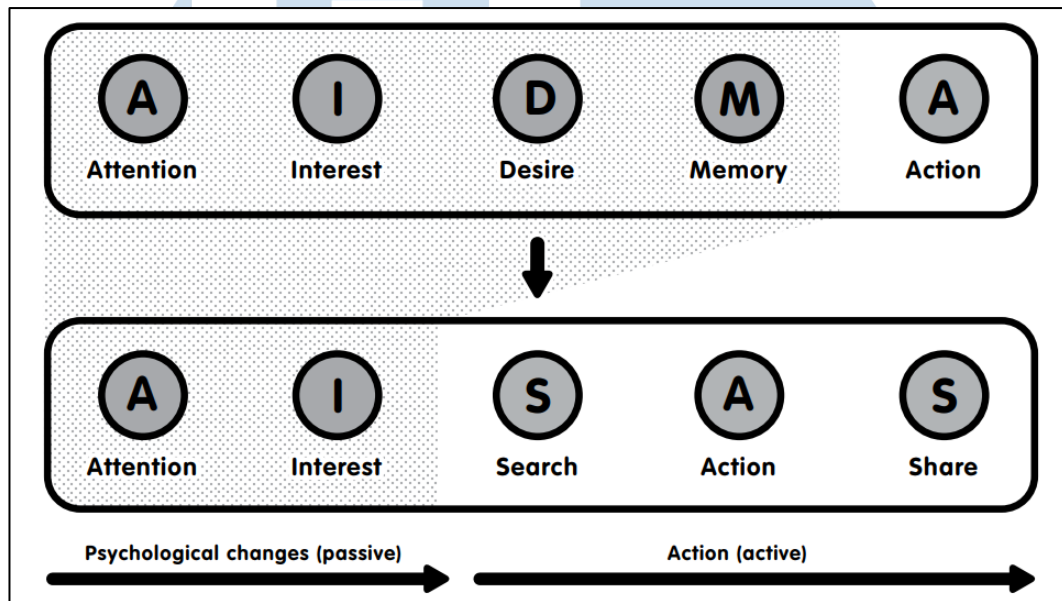 A I D M A
Attention Interest Desire Memory Action
A I S A S
Attention Interest Search Action Share
Psychological changes (passive) Action (active)